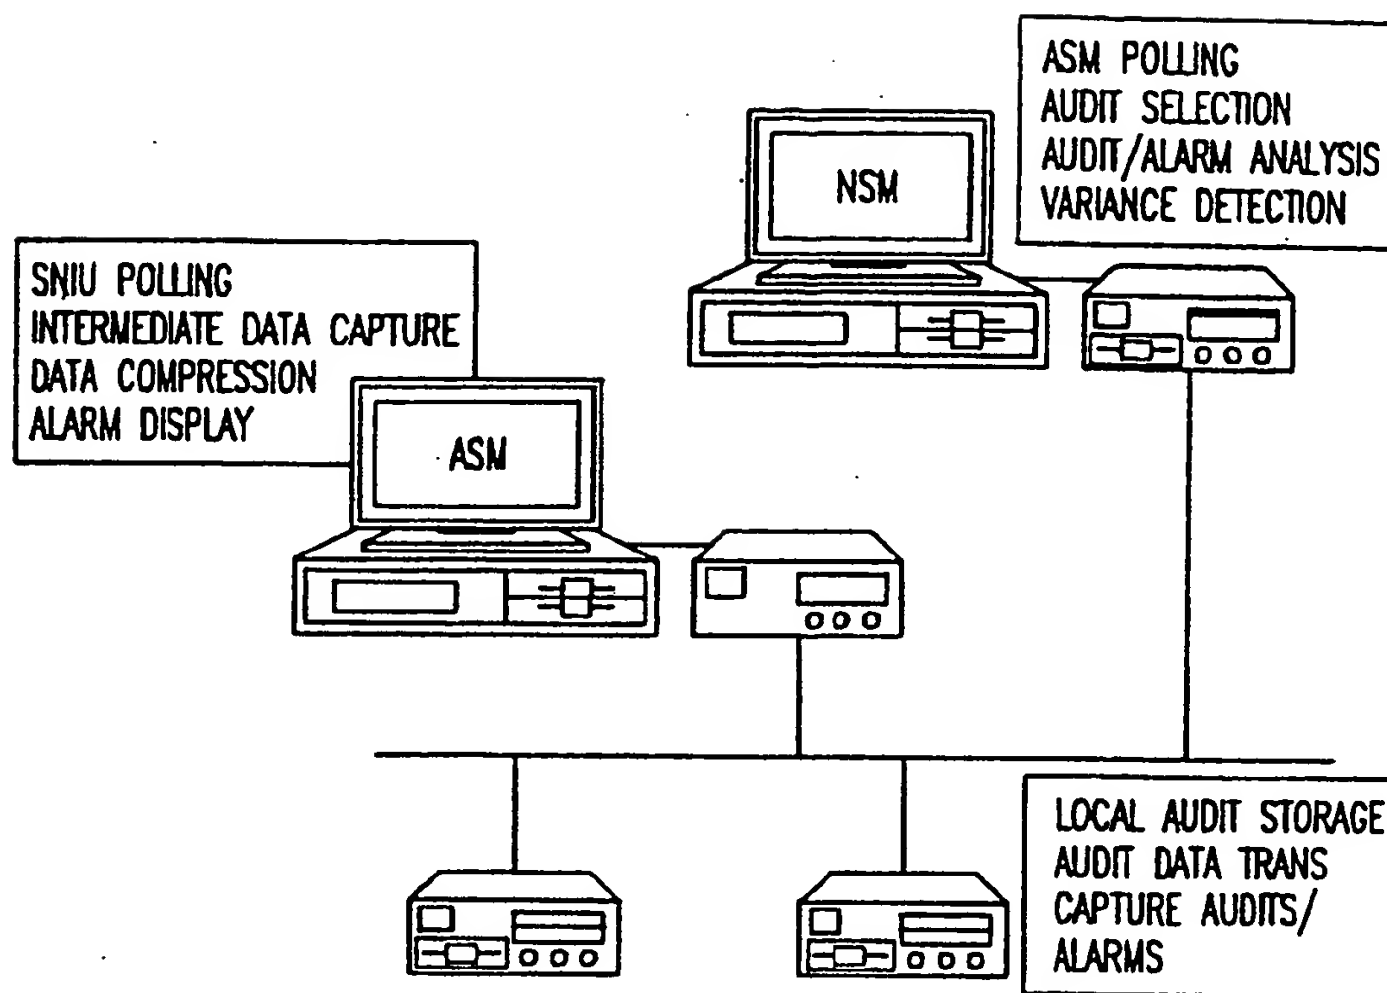 ASM POLLING
AUDIT SELECTION
AUDIT/ALARM ANALYSIS
VARIANCE DETECTION
NSM
SNIU POLLING
INTERMEDIATE DATA CAPTURE
DATA COMPRESSION
ALARM DISPLAY
ASM
LOCAL AUDIT STORAGE
AUDIT DATA TRANS
CAPTURE AUDITS/
ALARMS